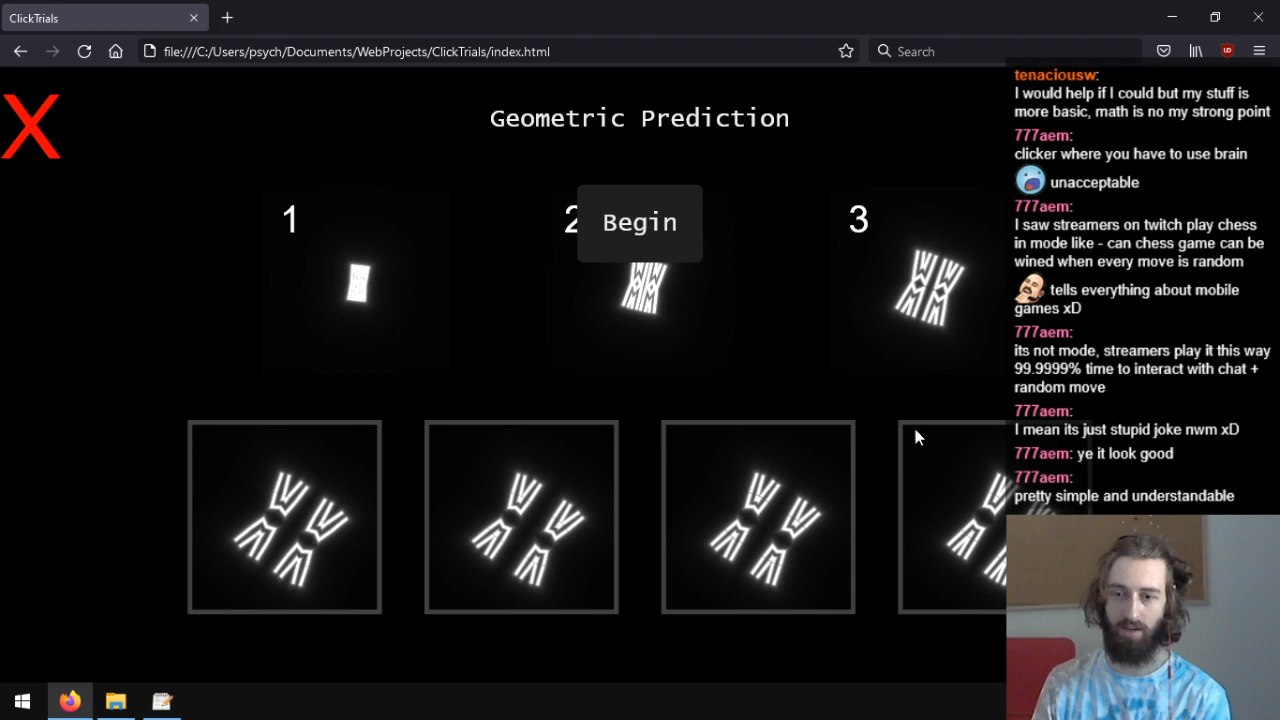 ClickTrials
file:///C:/Users/psych/Documents/WebProjects/ClickTrials/index.html
Search
X
Geometric Prediction
1
2
Begin
3
tenaciousw:
I would help if I could but my stuff is
more basic, math is no my strong point
777aem:
clicker where you have to use brain
unacceptable
777aem:
I saw streamers on twitch play chess
in mode like - can chess game can be
wined when every move is random
tells everything about mobile
games xD
777aem:
its not mode, streamers play it this way
99.9999% time to interact with chat +
random move
777aem:
I mean its just stupid joke nwm xD
777aem: ye it look good
777aem:
pretty simple and understandable